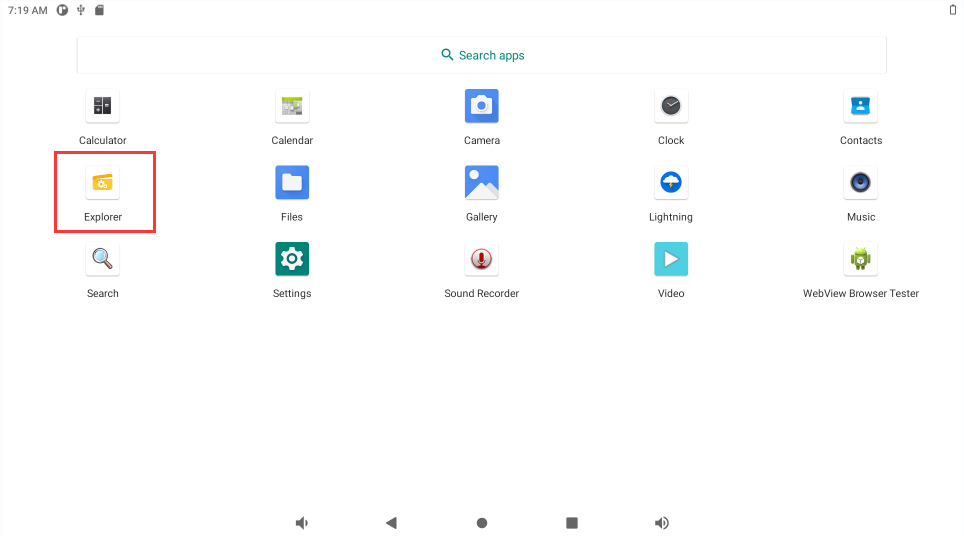 7:19 AM
Search apps
Calculator
Calendar
Camera
Clock
Contacts
Explorer
Files
Gallery
Lightning
Music
Search
Settings
Sound Recorder
Video
WebView Browser Tester